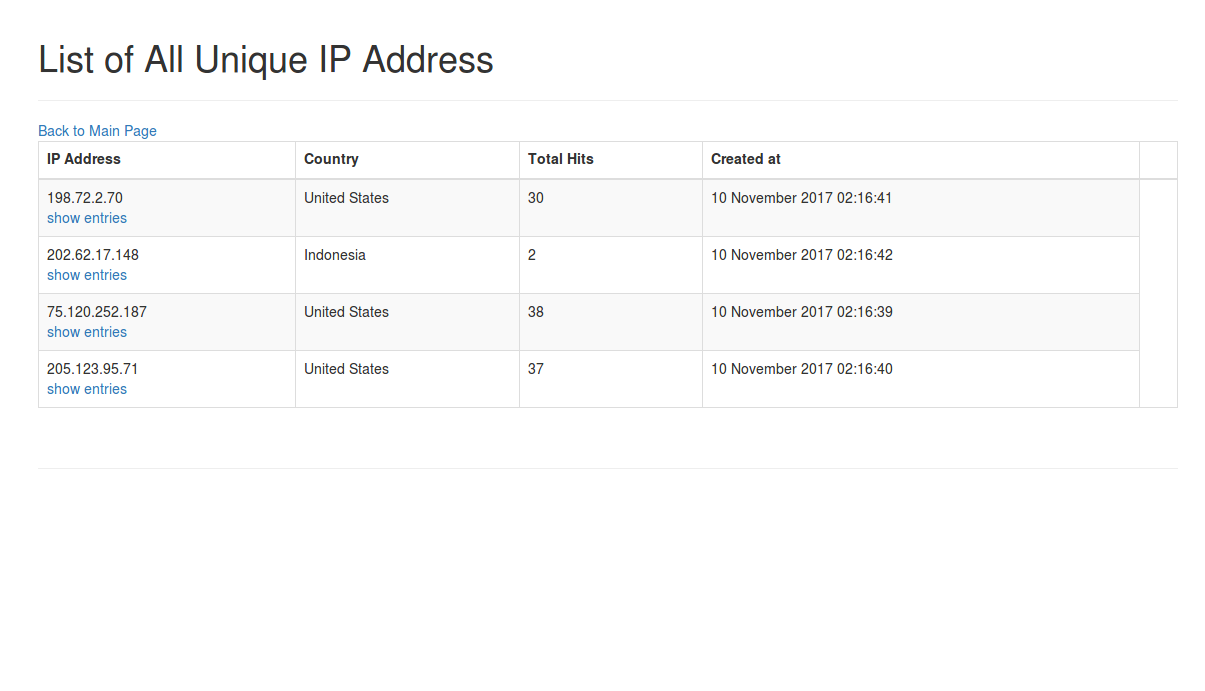 List of All Unique IP Address
Back to Main Page
IP Address Country Total Hits Created at
198.72.2.70 United States 30 10 November 2017 02:16:41
show entries
202.62.17.148 Indonesia 2 10 November 2017 02:16:42
show entries
75.120.252.187 United States 38 10 November 2017 02:16:39
show entries
205.123.95.71 United States 37 10 November 2017 02:16:40
show entries